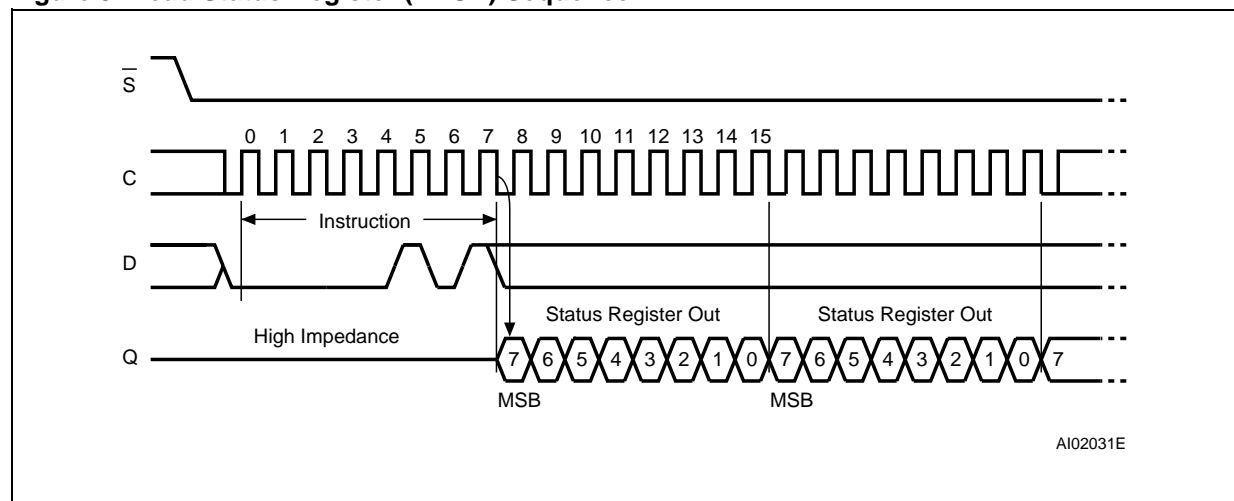 S
0 1 2 3 4 5 6 7 8 9 10 11 12 13 14 15
C
Instruction
D
Status Register Out Status Register Out
High Impedance
Q 7 6 5 4 3 2 1 0 7 6 5 4 3 2 1 0 7
MSB MSB
AI02031E